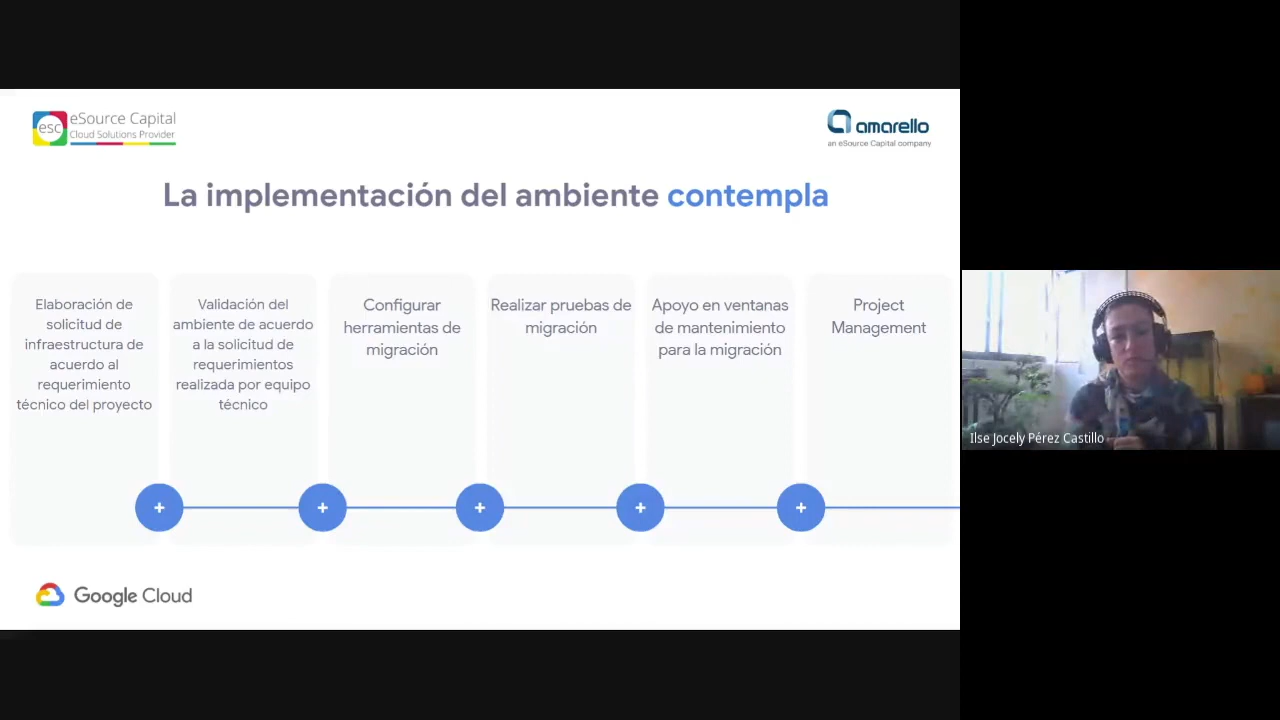 esc
eSource Capital
Cloud Solutions Provider
amarello
an eSource Capital company
La implementación del ambiente contempla
Elaboración de
solicitud de
infraestructura de
acuerdo al
requerimiento
técnico del proyecto
Validación del
ambiente de acuerdo
a la solicitud de
requerimientos
realizada por equipo
técnico
Configurar
herramientas de
migración
Realizar pruebas de
migración
Apoyo en ventanas
de mantenimiento
para la migración
Project
Management
+ + + + +
Google Cloud
Ilse Jocely Pérez Castillo